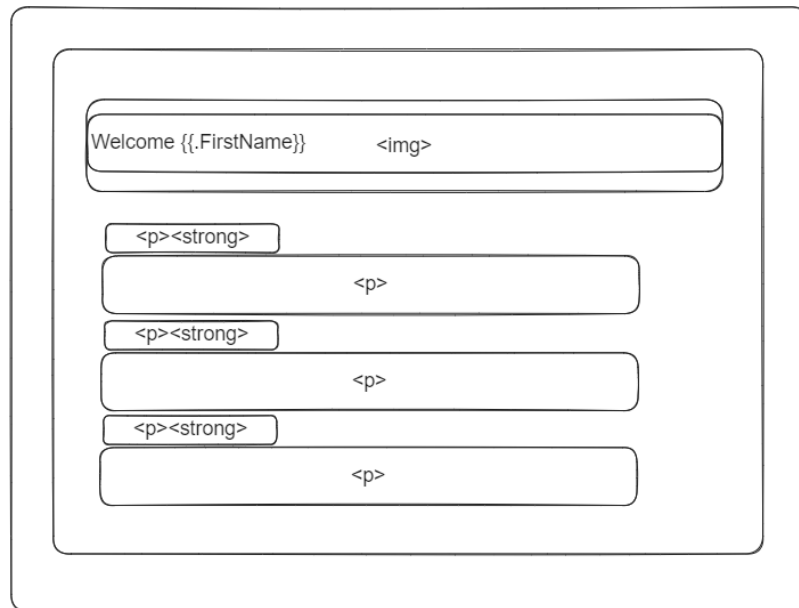 Welcome {{.FirstName}} <img>
<p><strong>
<p>
<p><strong>
<p>
<p><strong>
<p>